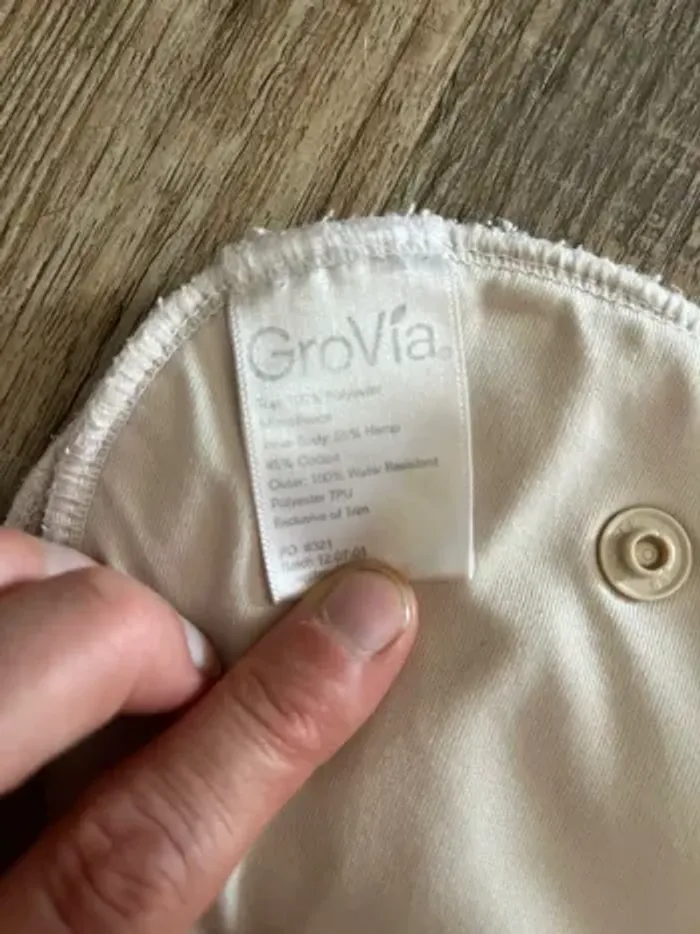 GroVia®
Top: 100% Polyester
Microfleece
Inner Body: 55% Hemp
45% Cotton
Outer: 100% Water Resistant
Polyester TPU
Exclusive of Trim
PO: 6321
Batch 12.07.01